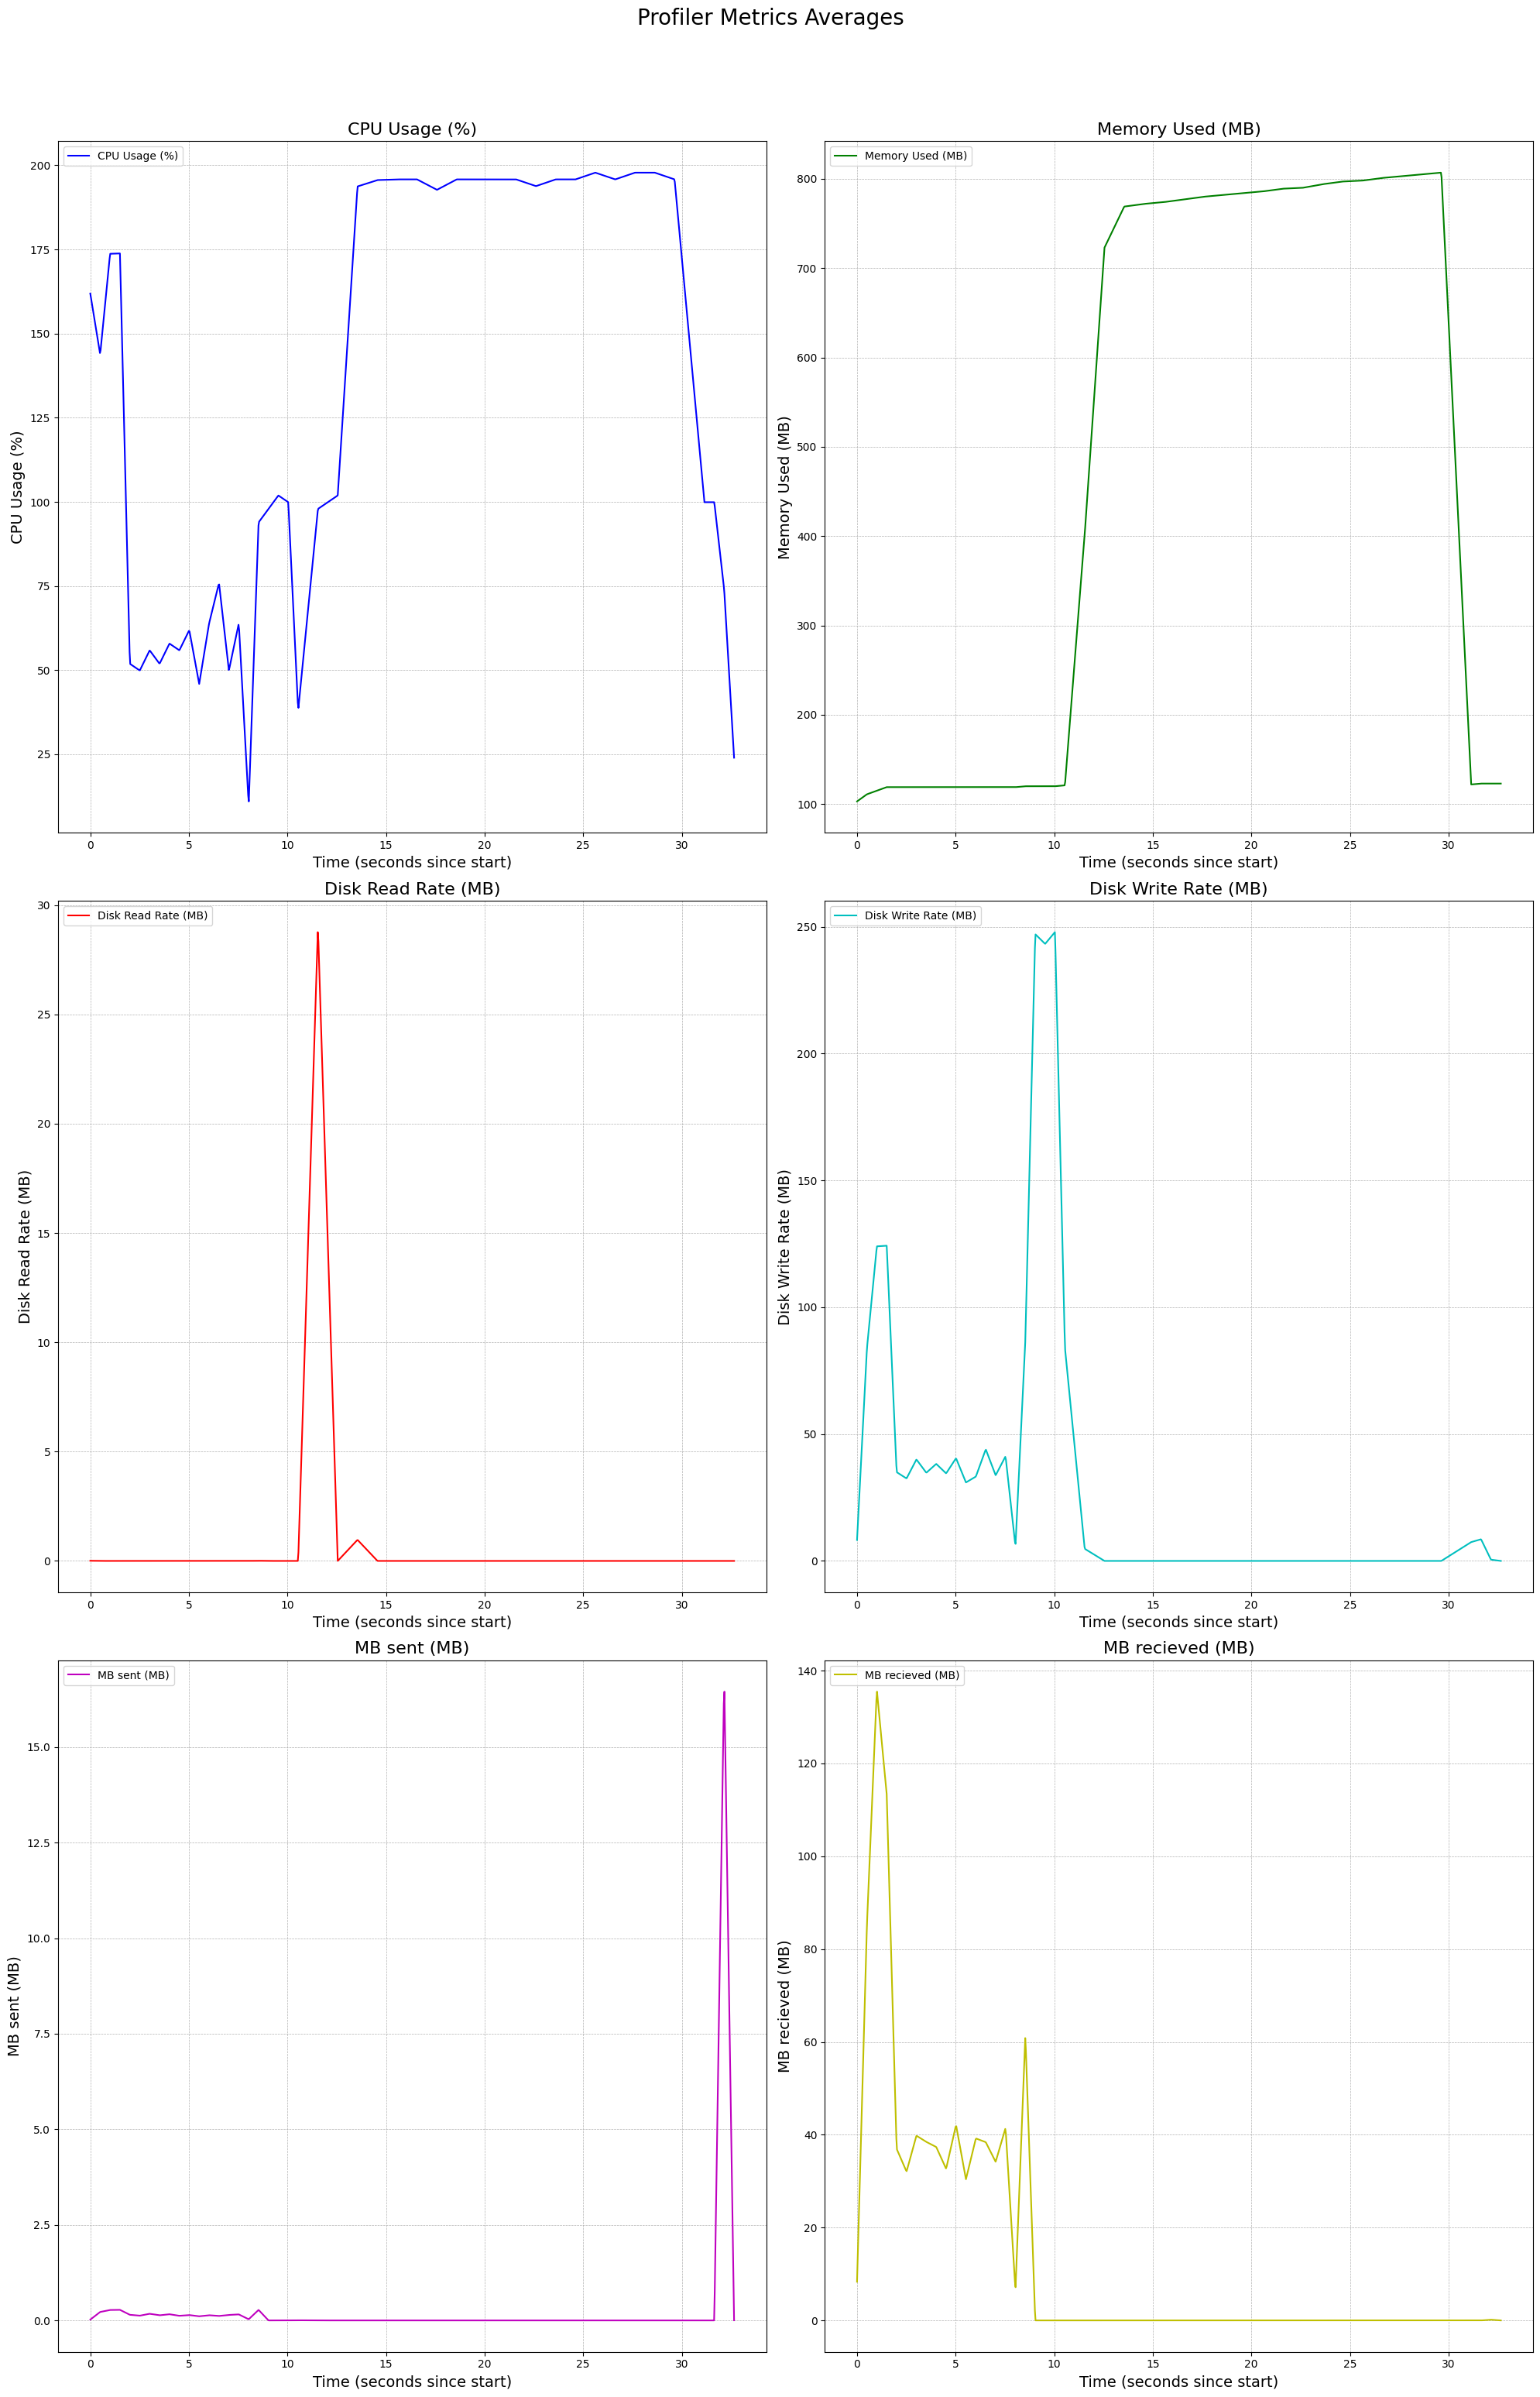 Profiler Metrics Averages
CPU Usage (%)
CPU Usage (%)
200
175
150
125
100
75
50
25
CPU Usage (%)
0 5 10 15 20 25 30
Time (seconds since start)
Memory Used (MB)
Memory Used (MB)
800
700
600
500
400
300
200
100
Memory Used (MB)
0 5 10 15 20 25 30
Time (seconds since start)
Disk Read Rate (MB)
Disk Read Rate (MB)
30
25
20
15
10
5
0
Disk Read Rate (MB)
0 5 10 15 20 25 30
Time (seconds since start)
Disk Write Rate (MB)
Disk Write Rate (MB)
250
200
150
100
50
0
Disk Write Rate (MB)
0 5 10 15 20 25 30
Time (seconds since start)
MB sent (MB)
MB sent (MB)
15.0
12.5
10.0
7.5
5.0
2.5
0.0
MB sent (MB)
0 5 10 15 20 25 30
Time (seconds since start)
MB recieved (MB)
MB recieved (MB)
140
120
100
80
60
40
20
0
MB recieved (MB)
0 5 10 15 20 25 30
Time (seconds since start)